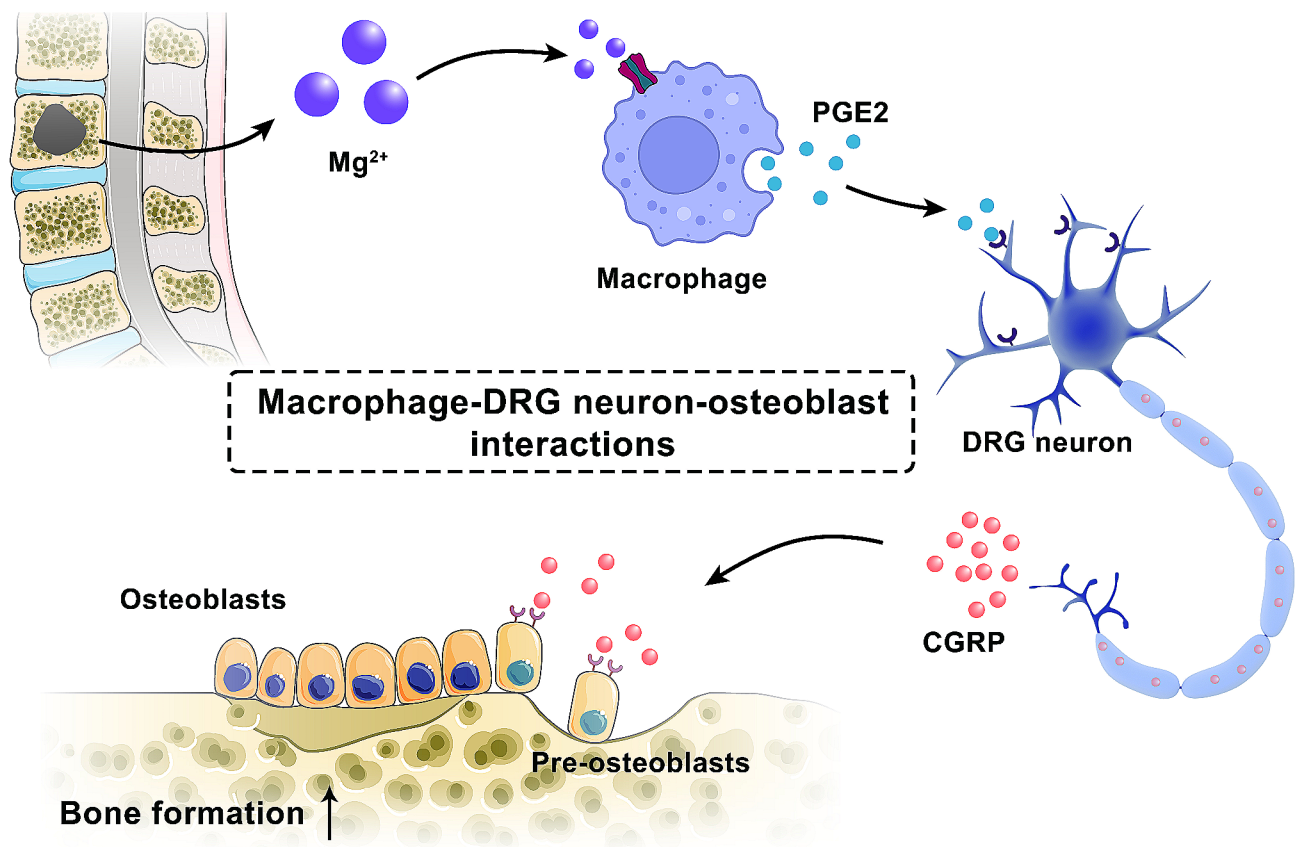 Mg²⁺
PGE2
Macrophage
DRG neuron
Macrophage-DRG neuron-osteoblast
interactions
CGRP
Osteoblasts
Pre-osteoblasts
Bone formation ↑